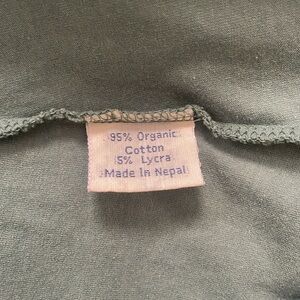 95% Organic
Cotton
5% Lycra
Made In Nepal